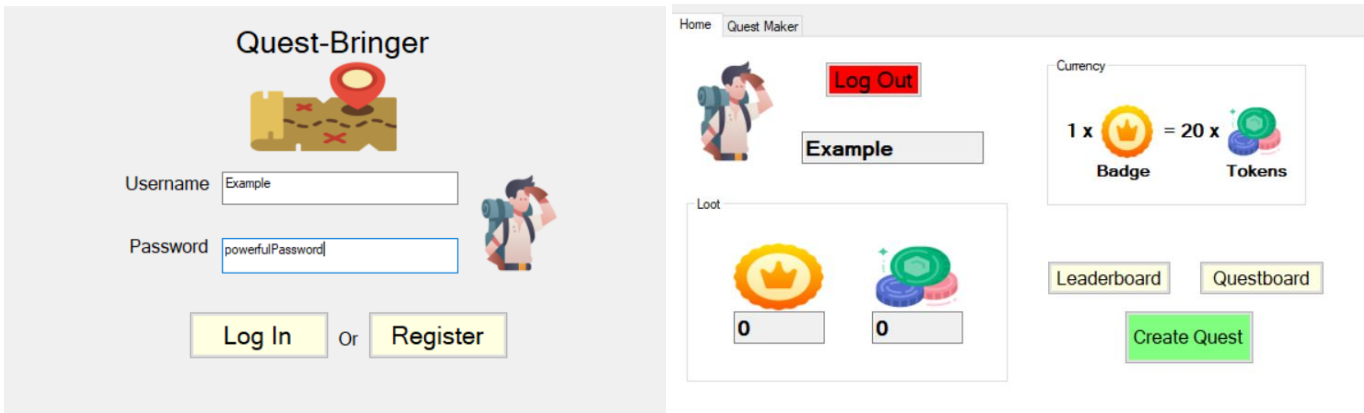 Quest-Bringer
Username Example
Password powerfulPassword
Log In Or Register
Home Quest Maker
Log Out
Example
Currency
1 x = 20 x
Badge Tokens
Loot
0 0
Leaderboard Questboard
Create Quest